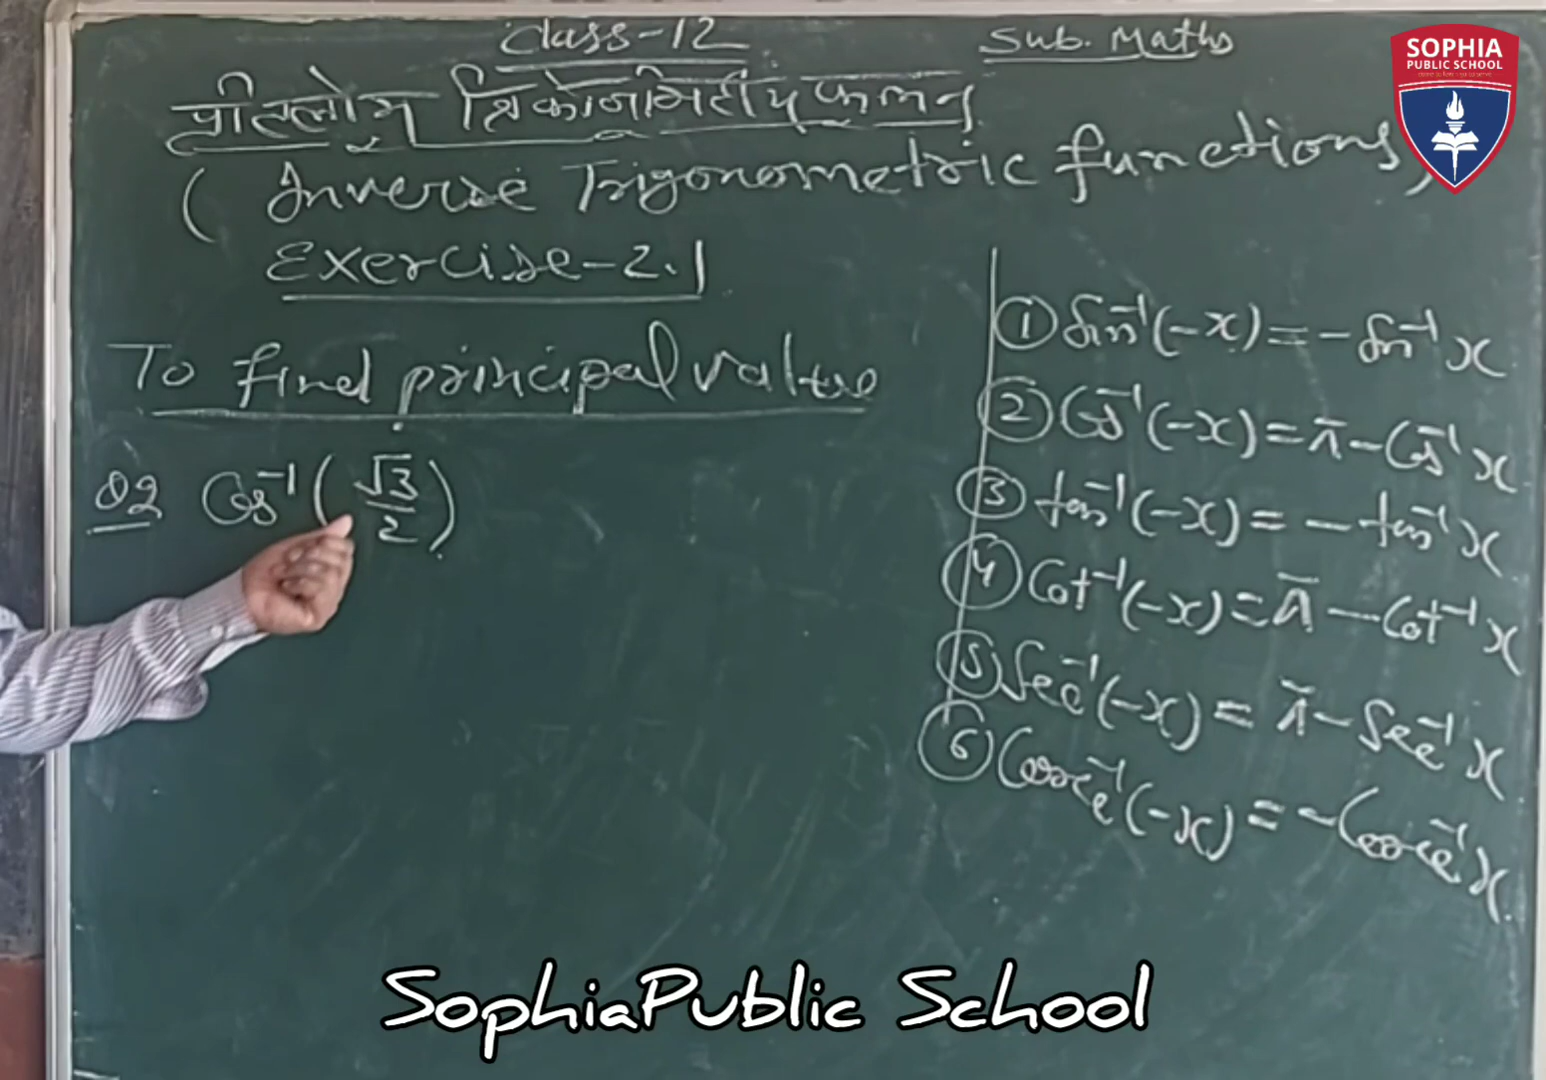 Class-12 Sub. Maths
प्रतिलोम त्रिकोणमितीय फलन
( Inverse Trigonometric functions)
Exercise-2.1
To find principal value
Q2 Cos⁻¹(√3/2)
① Sin⁻¹(-x) = - Sin⁻¹x
② Cos⁻¹(-x) = π - Cos⁻¹x
③ tan⁻¹(-x) = - tan⁻¹x
④ Cot⁻¹(-x) = π - Cot⁻¹x
⑤ Sec⁻¹(-x) = π - Sec⁻¹x
⑥ Cosec⁻¹(-x) = - Cosec⁻¹x
SOPHIA
PUBLIC SCHOOL
SophiaPublic School